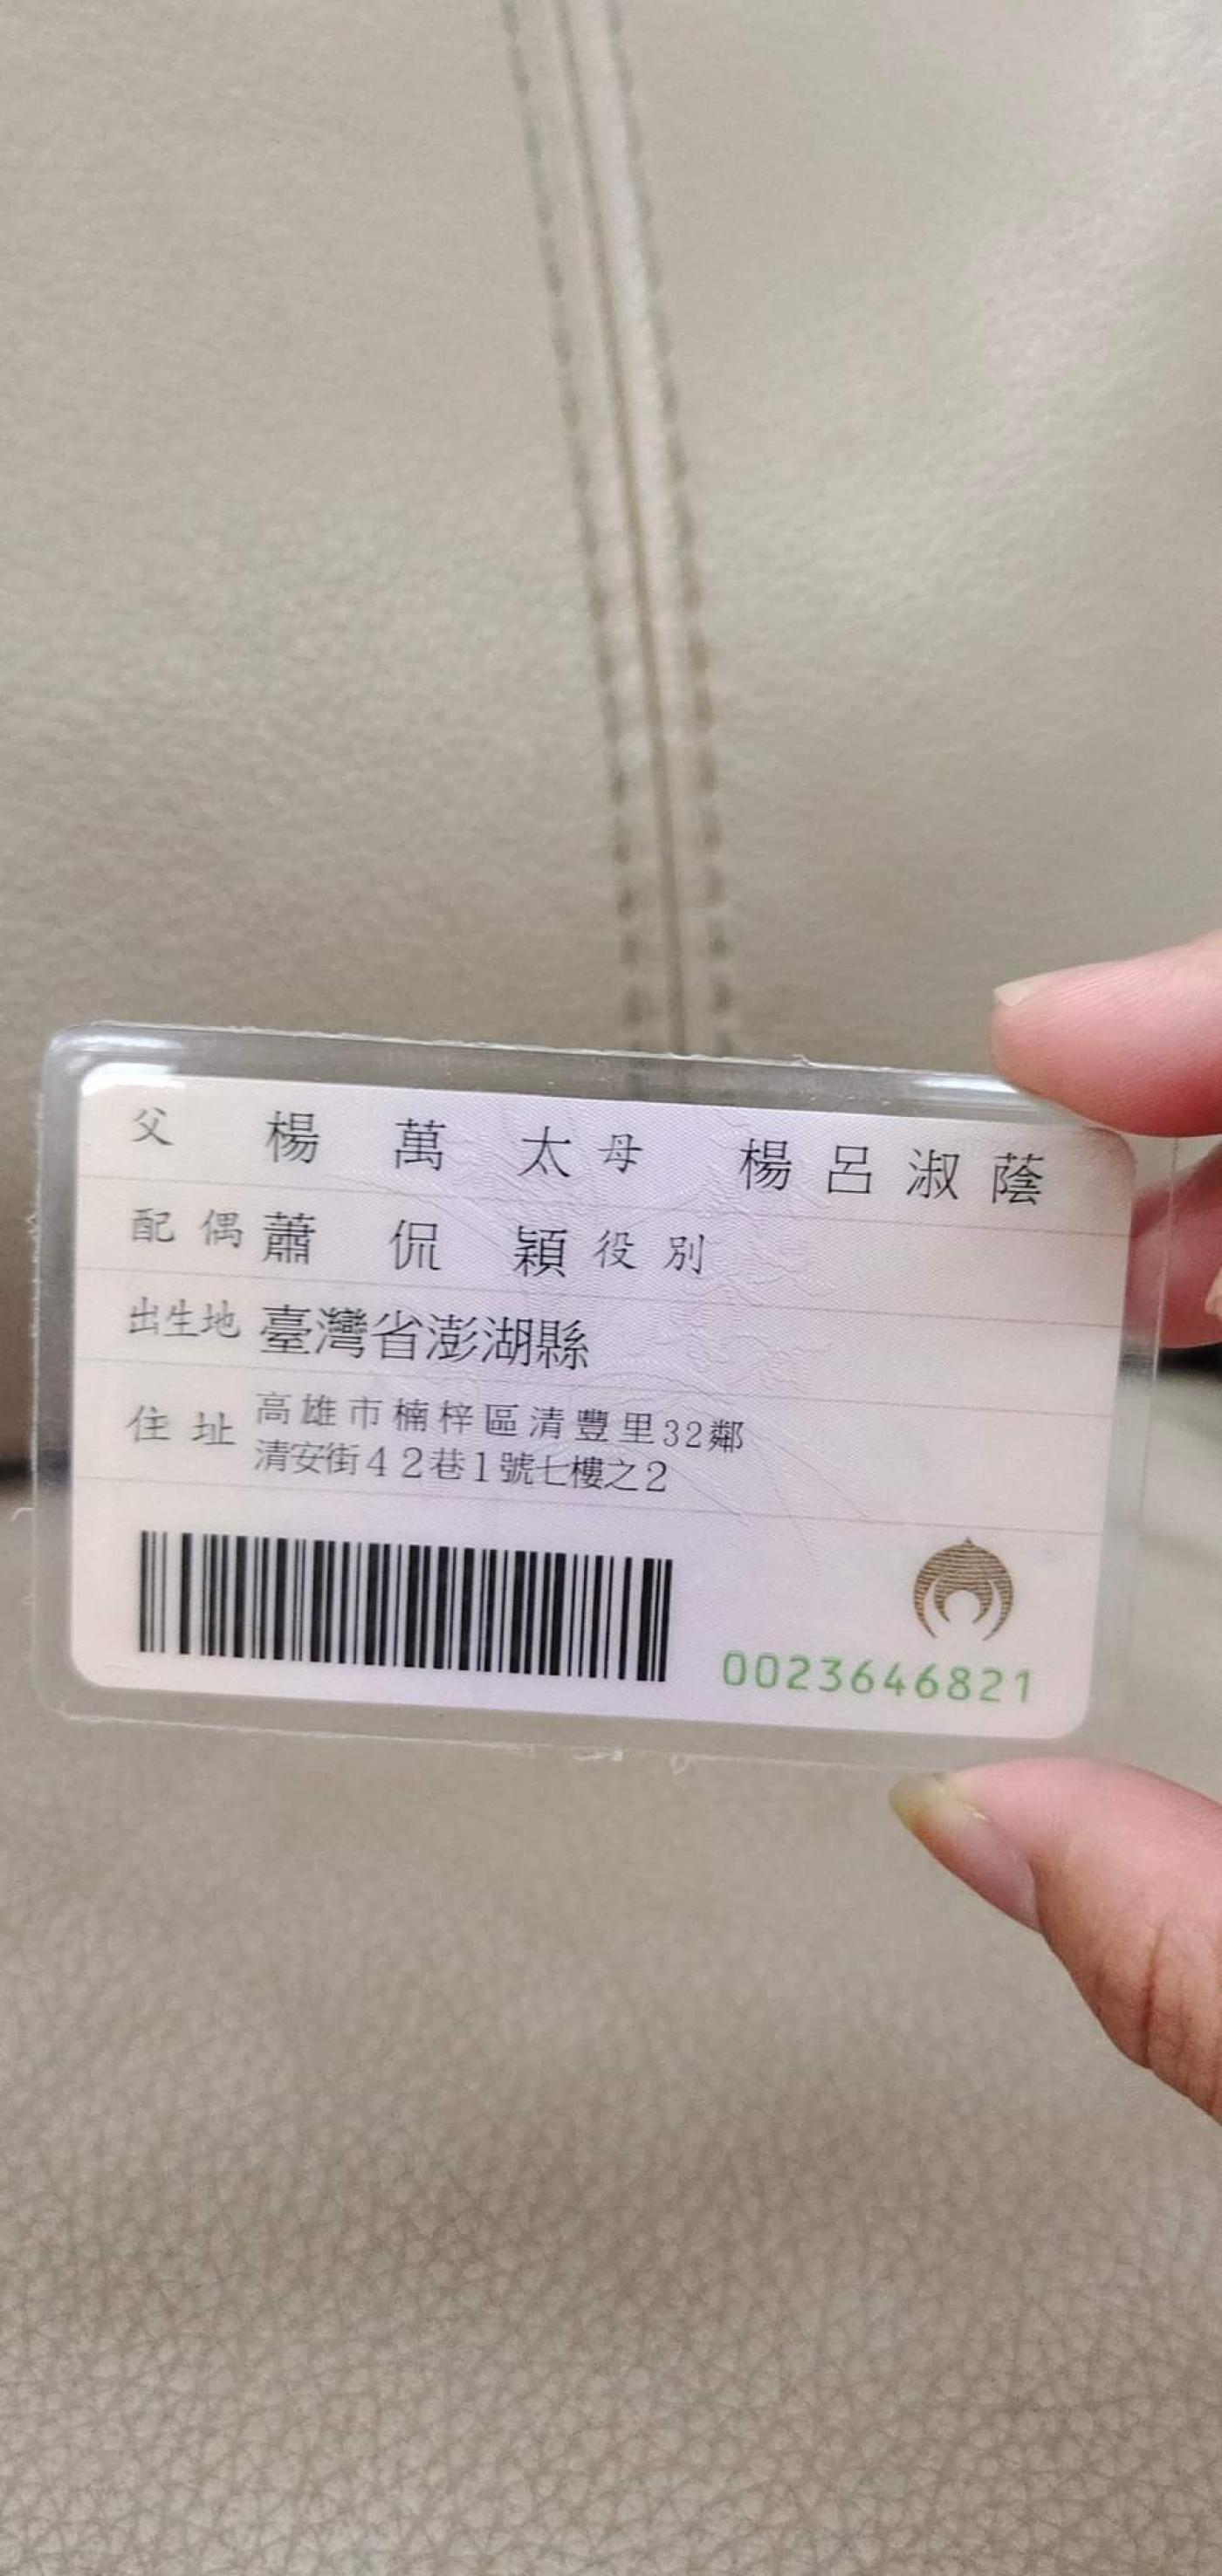 父 楊萬太 母 楊呂淑蔭
配偶 蕭侃穎 役別
出生地 臺灣省澎湖縣
住址 高雄市楠梓區清豐里32鄰
清安街42巷1號七樓之2
0023646821